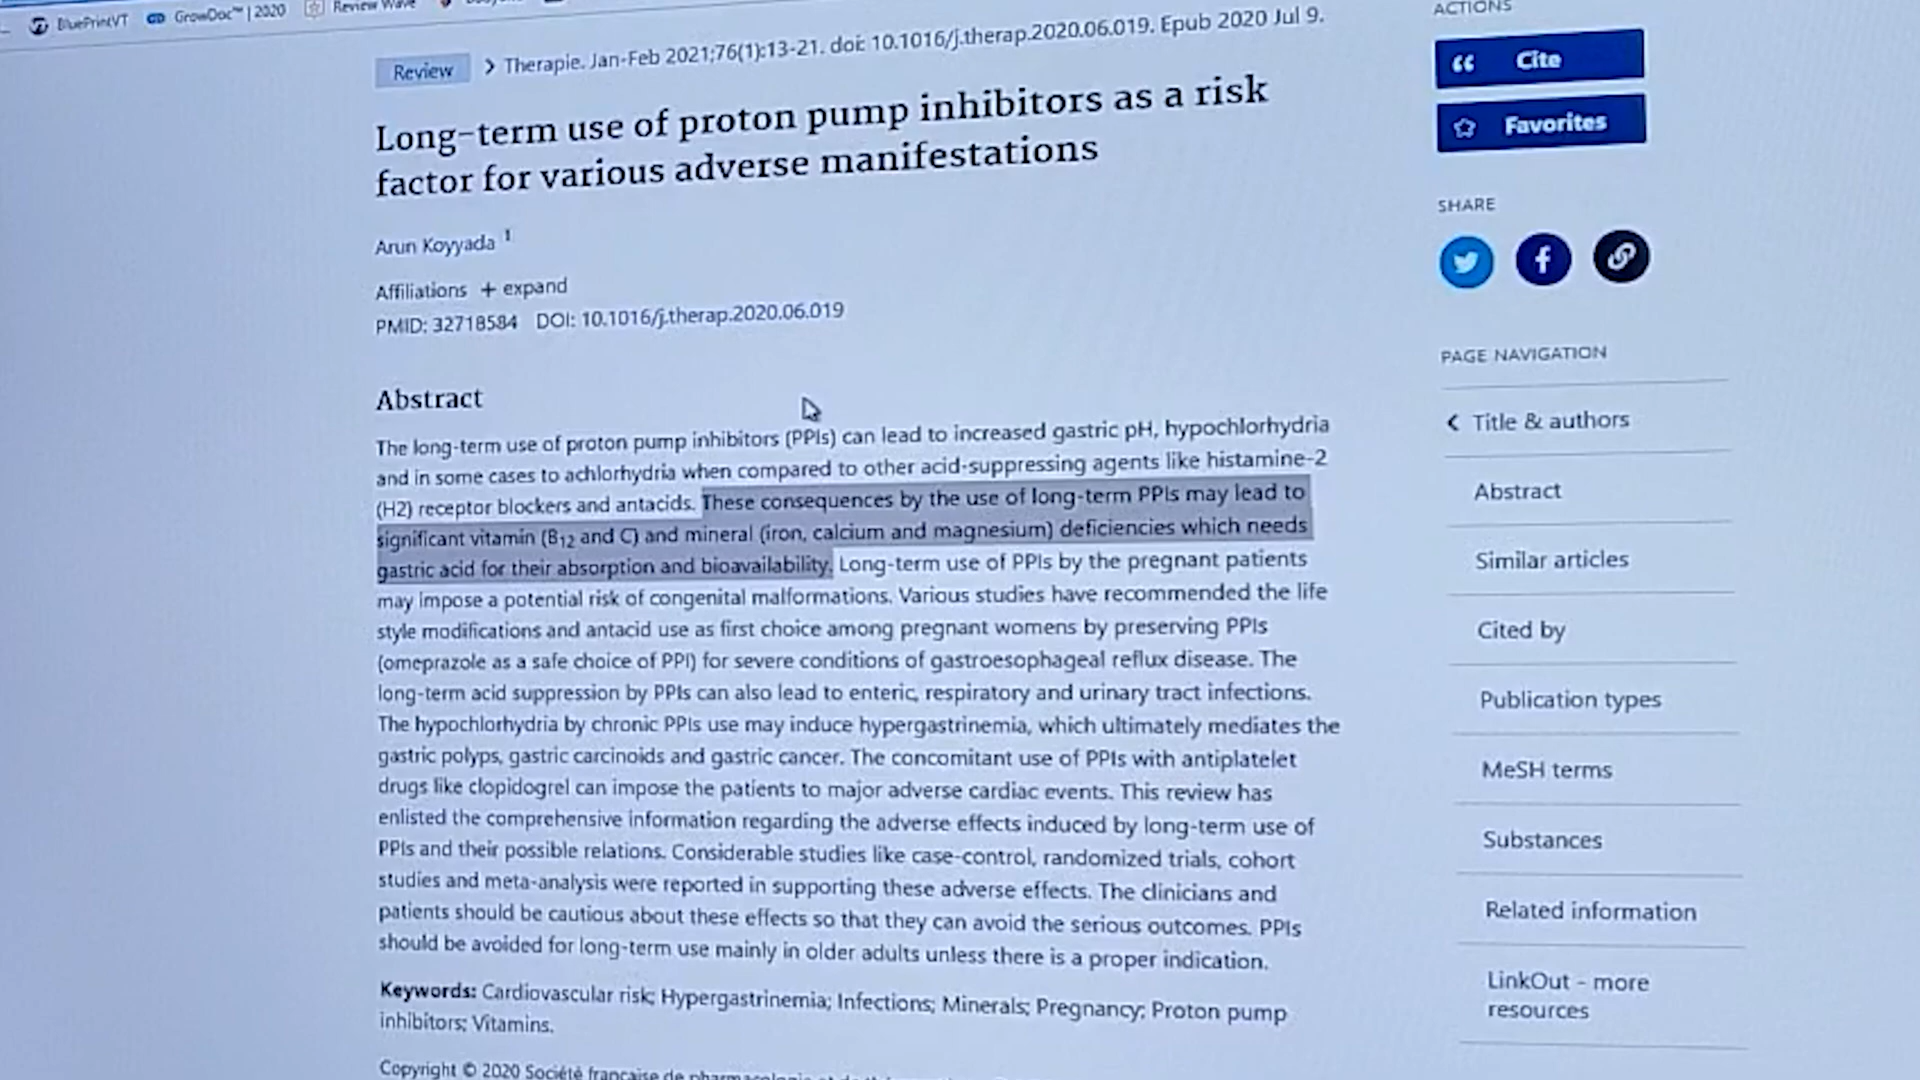 BluePrintVT GrowDoc™ | 2020 Review Wave
Review > Therapie. Jan-Feb 2021;76(1):13-21. doi: 10.1016/j.therap.2020.06.019. Epub 2020 Jul 9.
Long-term use of proton pump inhibitors as a risk
factor for various adverse manifestations
Arun Koyyada 1
Affiliations + expand
PMID: 32718584 DOI: 10.1016/j.therap.2020.06.019
Abstract
The long-term use of proton pump inhibitors (PPIs) can lead to increased gastric pH, hypochlorhydria
and in some cases to achlorhydria when compared to other acid-suppressing agents like histamine-2
(H2) receptor blockers and antacids. These consequences by the use of long-term PPIs may lead to
significant vitamin (B12 and C) and mineral (iron, calcium and magnesium) deficiencies which needs
gastric acid for their absorption and bioavailability. Long-term use of PPIs by the pregnant patients
may impose a potential risk of congenital malformations. Various studies have recommended the life
style modifications and antacid use as first choice among pregnant womens by preserving PPIs
(omeprazole as a safe choice of PPI) for severe conditions of gastroesophageal reflux disease. The
long-term acid suppression by PPIs can also lead to enteric, respiratory and urinary tract infections.
The hypochlorhydria by chronic PPIs use may induce hypergastrinemia, which ultimately mediates the
gastric polyps, gastric carcinoids and gastric cancer. The concomitant use of PPIs with antiplatelet
drugs like clopidogrel can impose the patients to major adverse cardiac events. This review has
enlisted the comprehensive information regarding the adverse effects induced by long-term use of
PPIs and their possible relations. Considerable studies like case-control, randomized trials, cohort
studies and meta-analysis were reported in supporting these adverse effects. The clinicians and
patients should be cautious about these effects so that they can avoid the serious outcomes. PPIs
should be avoided for long-term use mainly in older adults unless there is a proper indication.
Keywords: Cardiovascular risk; Hypergastrinemia; Infections; Minerals; Pregnancy; Proton pump
inhibitors; Vitamins.
Copyright © 2020 Société française de pharmacologie et de
ACTIONS
Cite
Favorites
SHARE
PAGE NAVIGATION
< Title & authors
Abstract
Similar articles
Cited by
Publication types
MeSH terms
Substances
Related information
LinkOut - more
resources